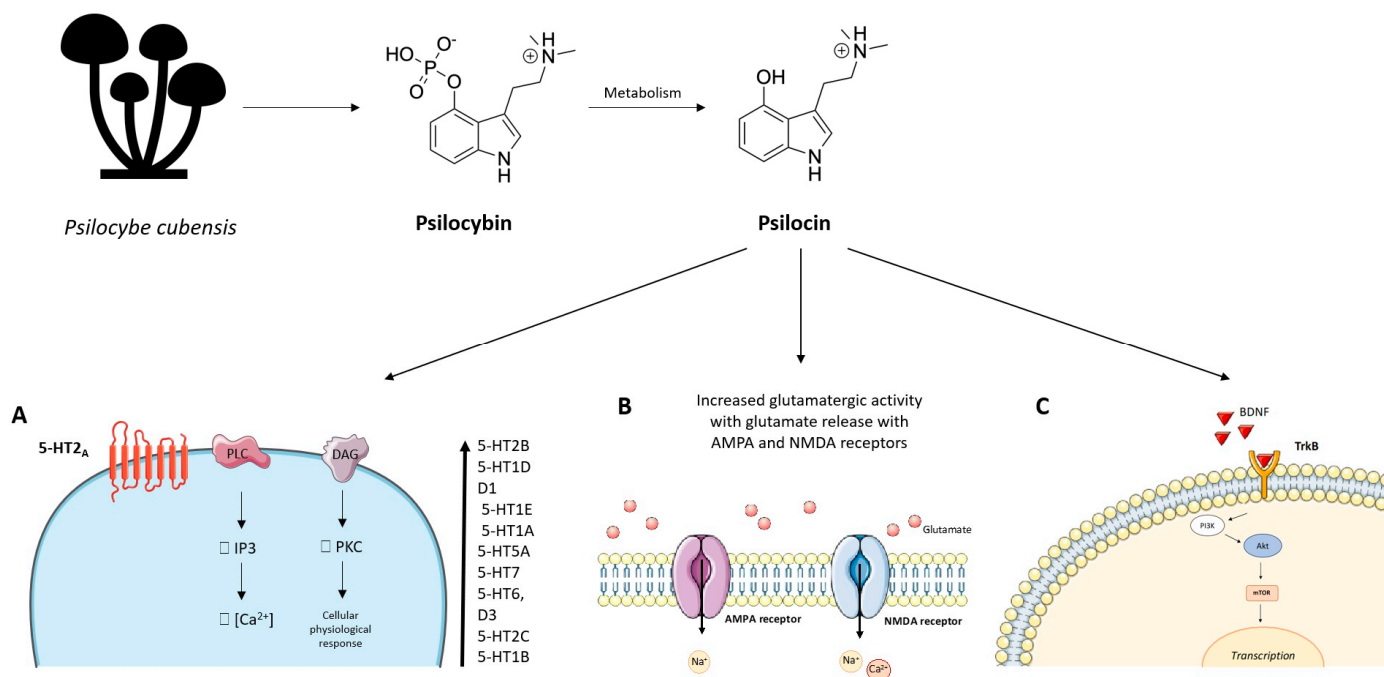 HO
O-
P
O
O
H
N
+
N
H
Metabolism
OH
H
N
+
N
H
Psilocybe cubensis
Psilocybin
Psilocin
A
5-HT2A
PLC
DAG
□ IP3
□ PKC
□ [Ca2+]
Cellular
physiological
response
5-HT2B
5-HT1D
D1
5-HT1E
5-HT1A
5-HT5A
5-HT7
5-HT6,
D3
5-HT2C
5-HT1B
B
Increased glutamatergic activity
with glutamate release with
AMPA and NMDA receptors
Glutamate
AMPA receptor
NMDA receptor
Na+
Na+
Ca2+
C
BDNF
TrkB
PI3K
Akt
mTOR
Transcription